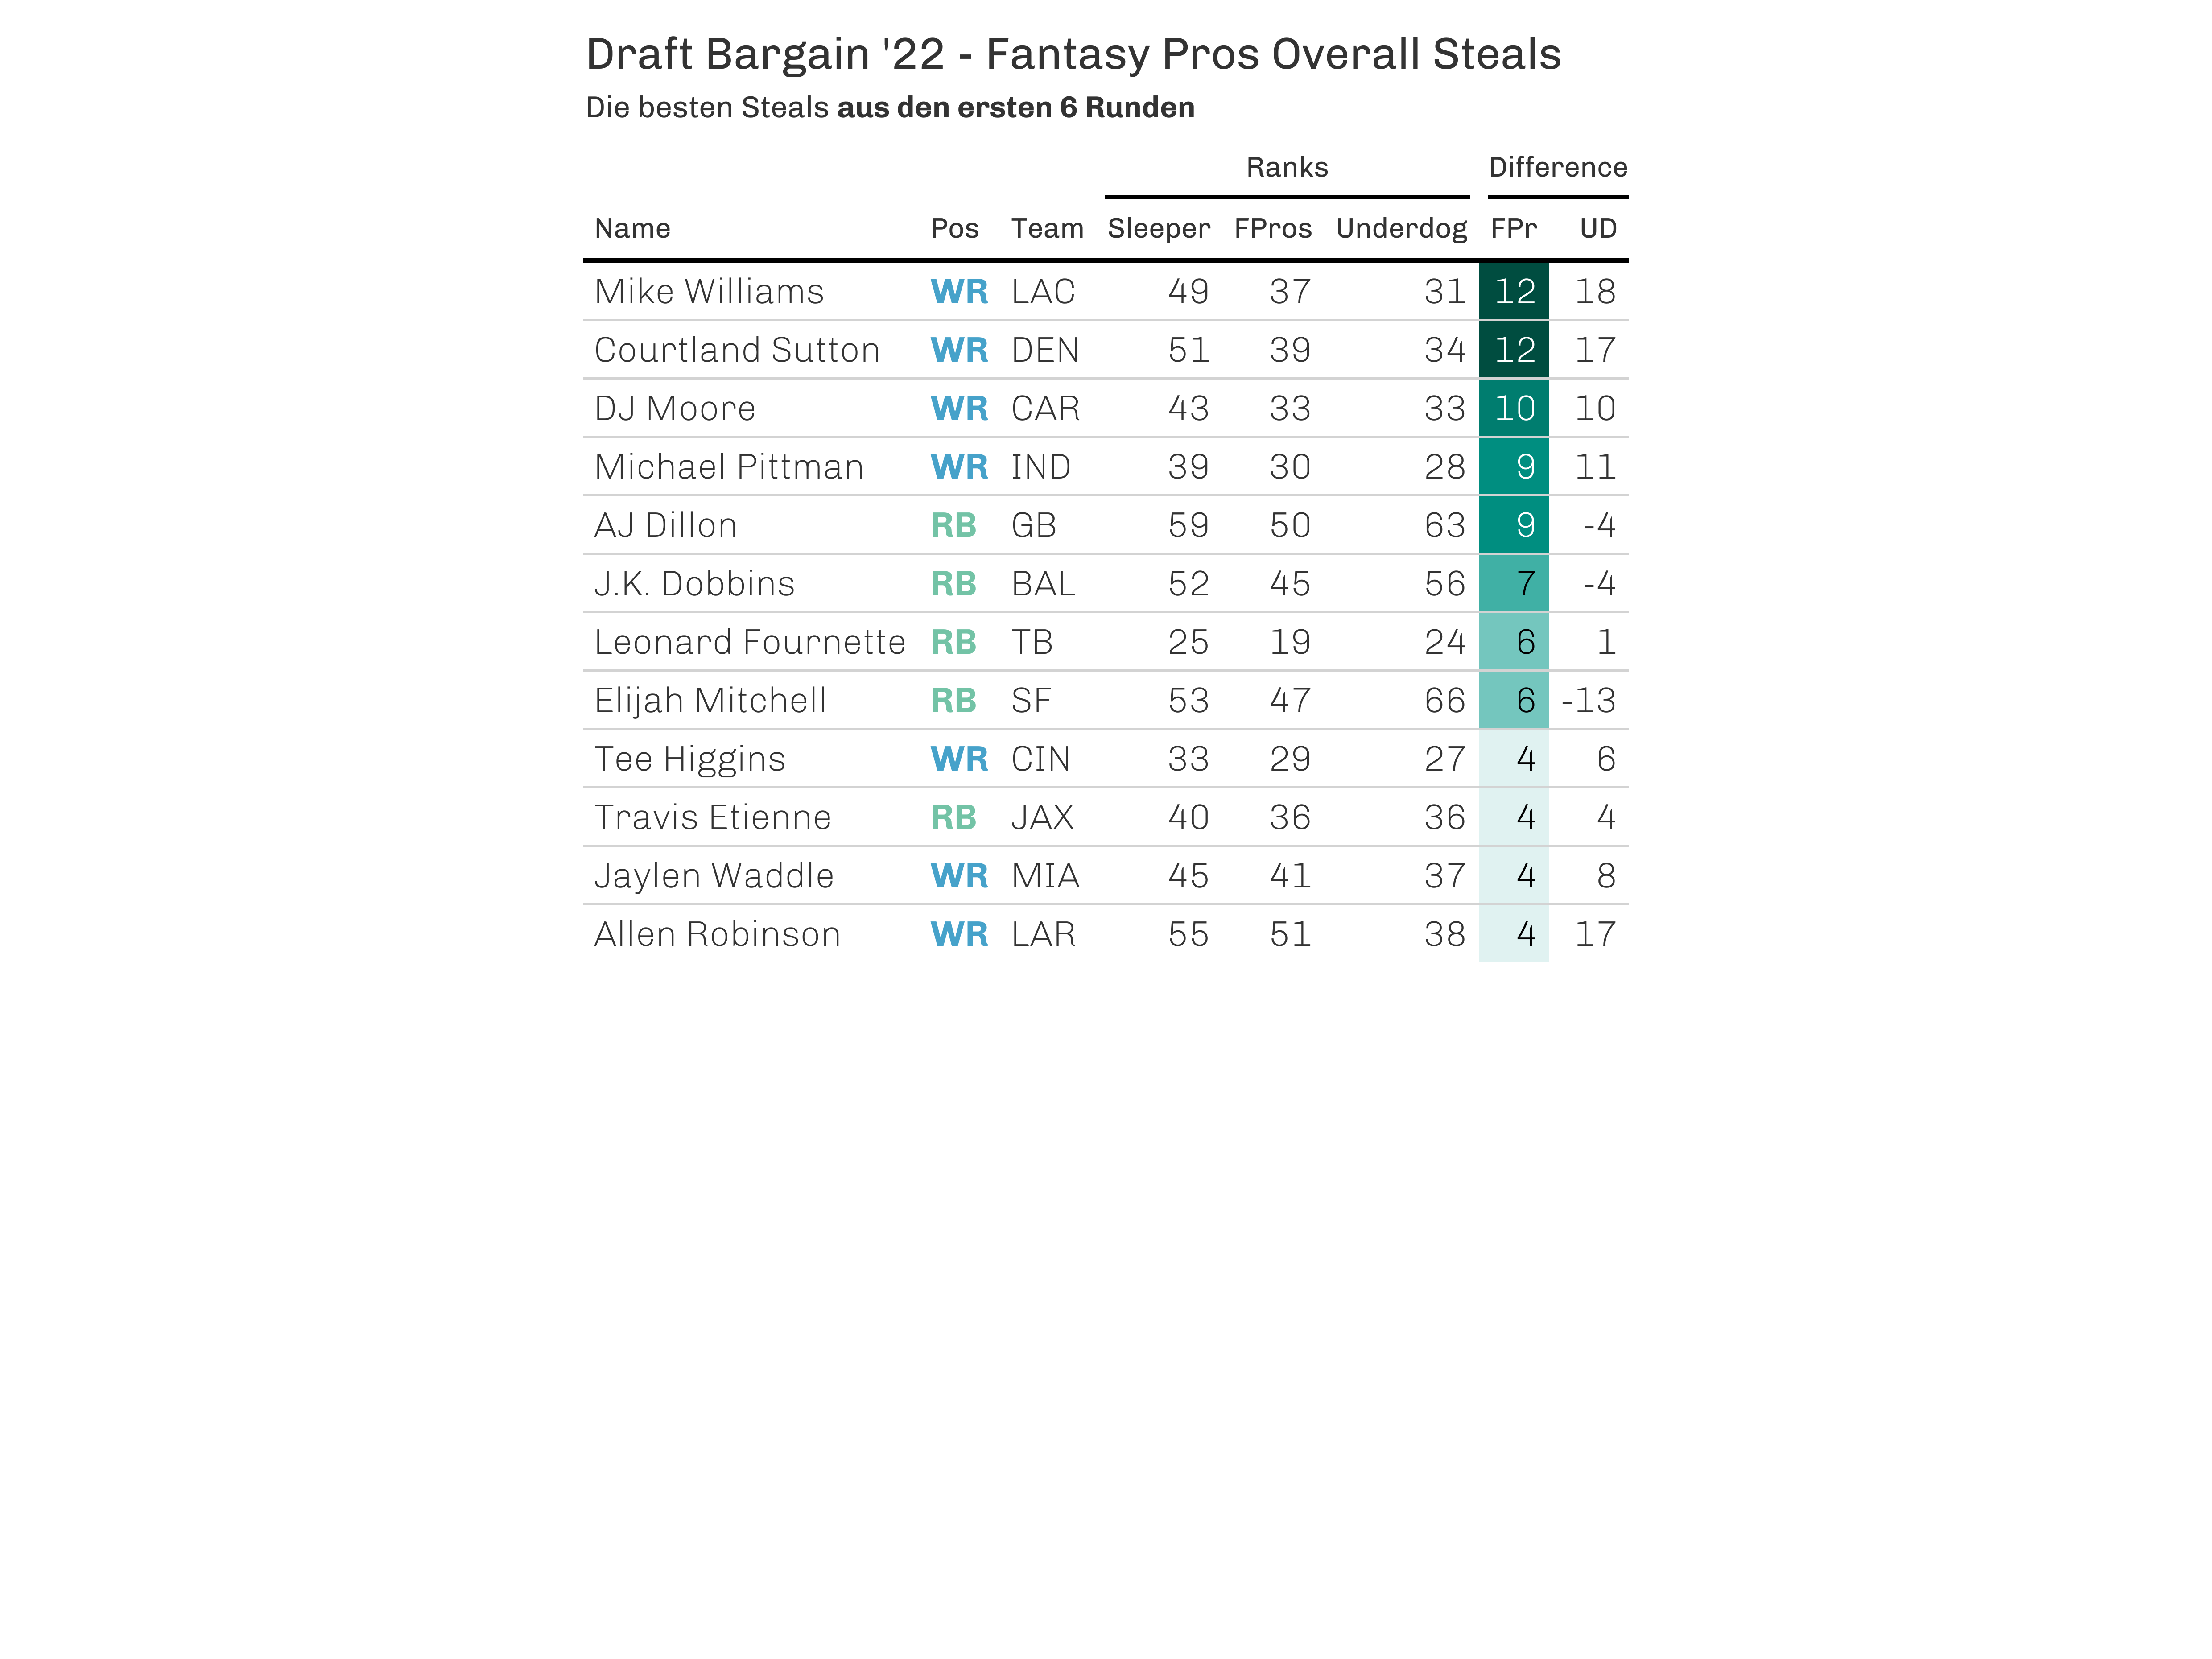 Draft Bargain '22 - Fantasy Pros Overall Steals
Die besten Steals aus den ersten 6 Runden
Ranks Difference
Name Pos Team Sleeper FPros Underdog FPr UD
Mike Williams WR LAC 49 37 31 12 18
Courtland Sutton WR DEN 51 39 34 12 17
DJ Moore WR CAR 43 33 33 10 10
Michael Pittman WR IND 39 30 28 9 11
AJ Dillon RB GB 59 50 63 9 -4
J.K. Dobbins RB BAL 52 45 56 7 -4
Leonard Fournette RB TB 25 19 24 6 1
Elijah Mitchell RB SF 53 47 66 6 -13
Tee Higgins WR CIN 33 29 27 4 6
Travis Etienne RB JAX 40 36 36 4 4
Jaylen Waddle WR MIA 45 41 37 4 8
Allen Robinson WR LAR 55 51 38 4 17